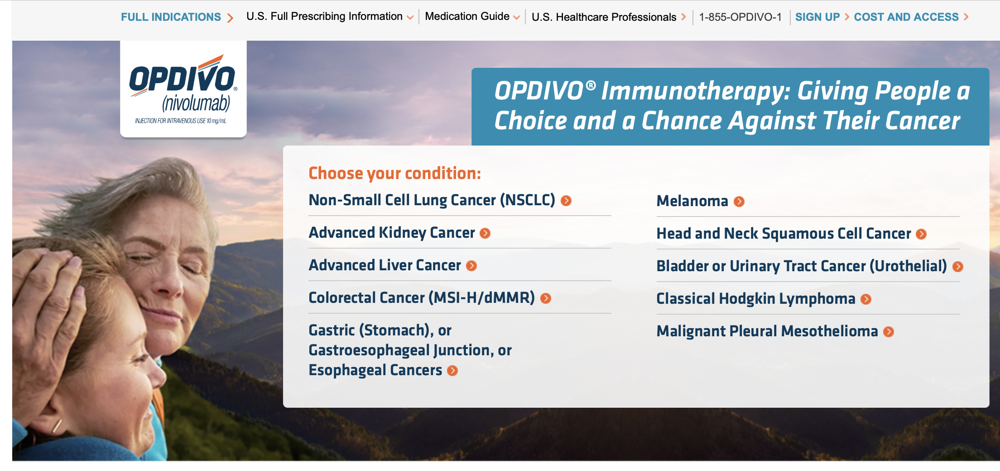 FULL INDICATIONS
U.S. Full Prescribing Information
Medication Guide
U.S. Healthcare Professionals
1-855-OPDIVO-1
SIGN UP
COST AND ACCESS
OPDIVO®
(nivolumab)
INJECTION FOR INTRAVENOUS USE 10 mg/mL
OPDIVO® Immunotherapy: Giving People a
Choice and a Chance Against Their Cancer
Choose your condition:
Non-Small Cell Lung Cancer (NSCLC)
Advanced Kidney Cancer
Advanced Liver Cancer
Colorectal Cancer (MSI-H/dMMR)
Gastric (Stomach), or
Gastroesophageal Junction, or
Esophageal Cancers
Melanoma
Head and Neck Squamous Cell Cancer
Bladder or Urinary Tract Cancer (Urothelial)
Classical Hodgkin Lymphoma
Malignant Pleural Mesothelioma